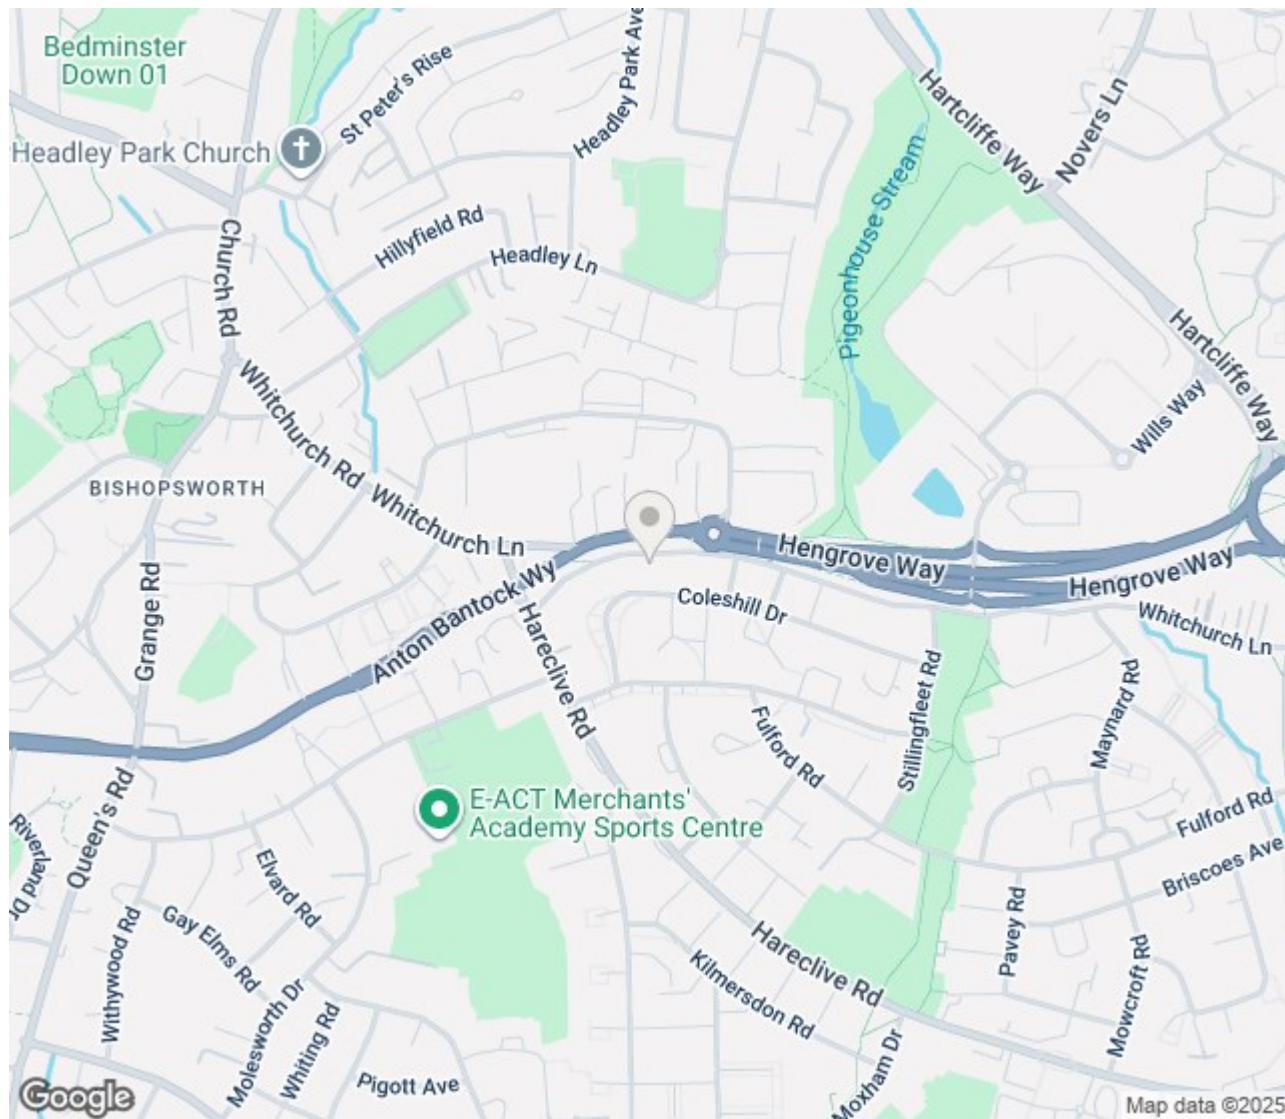 Bedminster
Down 01
St Peter's Rise
Headley Park Ave
Hartcliffe Way
Novers Ln
Headley Park Church
Pigeonhouse Stream
Church Rd
Hillyfield Rd
Headley Ln
Hartcliffe Way
Wills Way
Whitchurch Rd
BISHOPSWORTH
Whitchurch Ln
Hengrove Way
Hengrove Way
Grange Rd
Anton Bantock Wy
Coleshill Dr
Whitchurch Ln
Hareclive Rd
Stillingfleet Rd
Maynard Rd
Fulford Rd
Queen's Rd
E-ACT Merchants'
Academy Sports Centre
Fulford Rd
Riverland Dr
Elvard Rd
Briscoes Ave
Gay Elms Rd
Withywood Rd
Hareclive Rd
Pavey Rd
Kilmersdon Rd
Mowcroft Rd
Molesworth Dr
Whiting Rd
Pigott Ave
Moxham Dr
Google
Map data ©2025